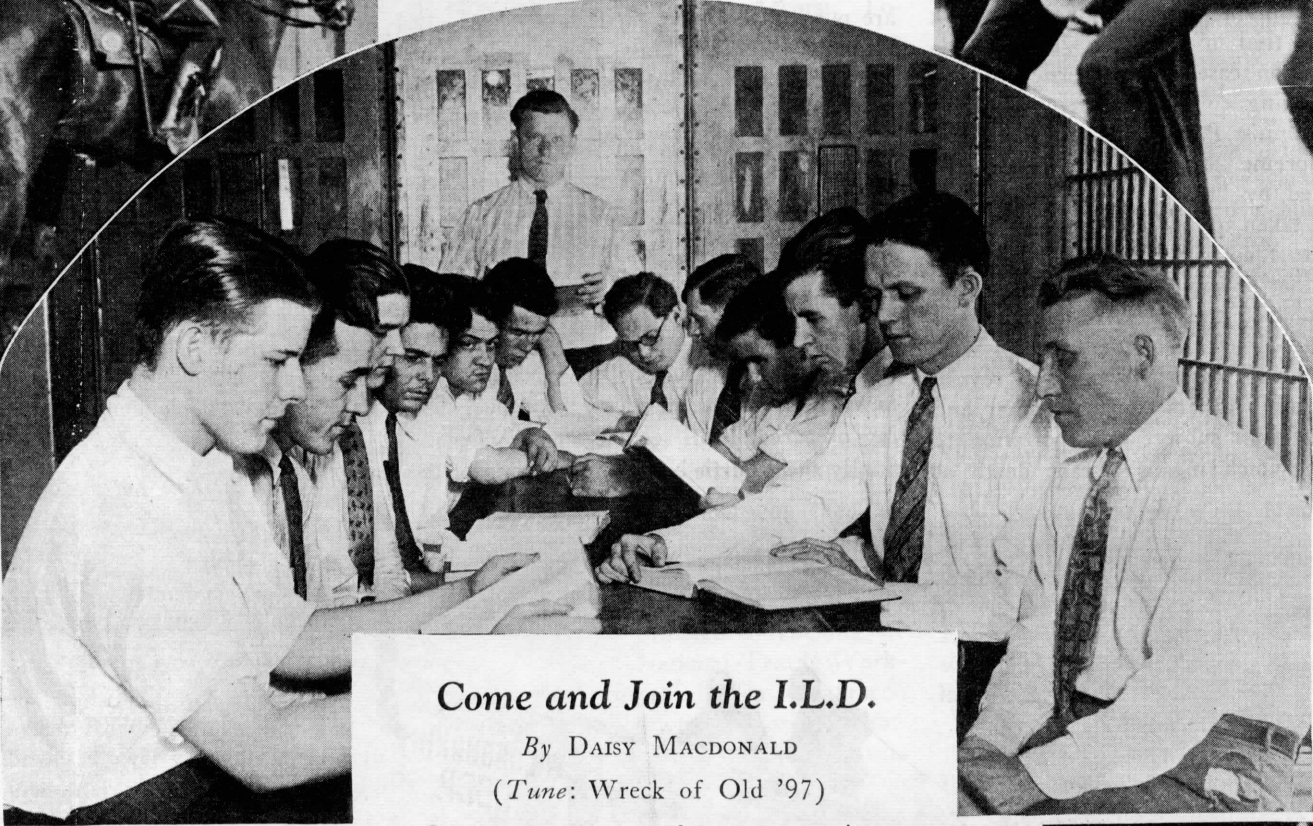 Come and Join the I.L.D.
By DAISY MACDONALD
(Tune: Wreck of Old '97)